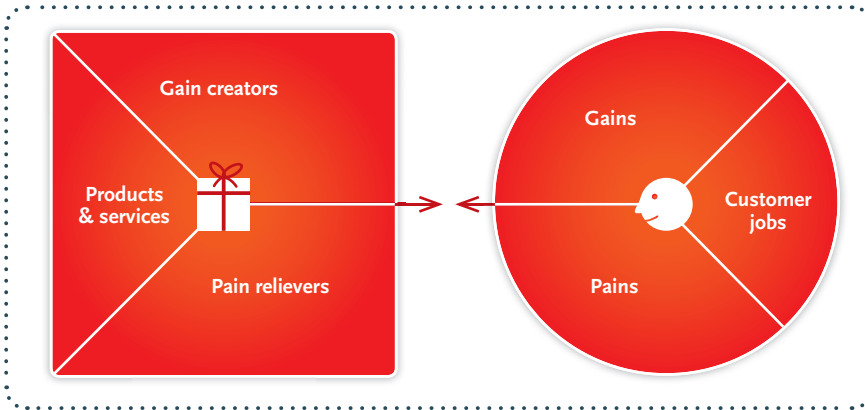 Gain creators
Products
& services
Pain relievers
Gains
Customer
jobs
Pains